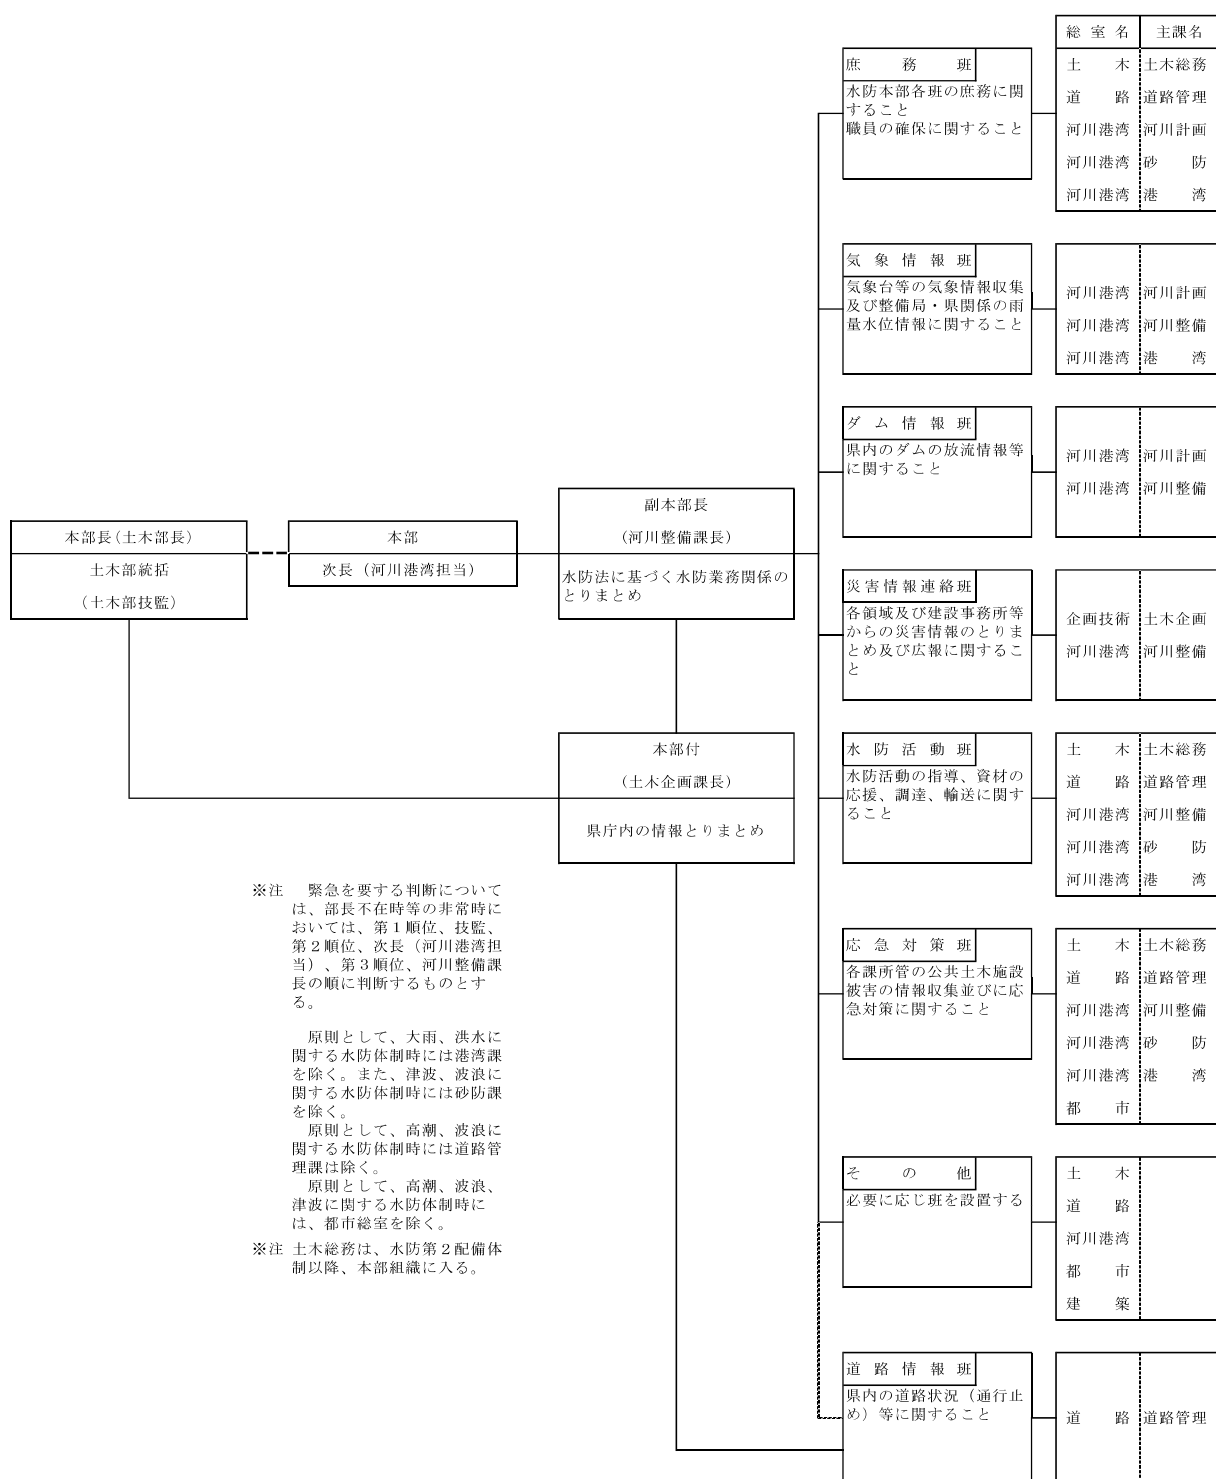 本部長(土木部長)
土木部統括
(土木部技監)
本部
次長（河川港湾担当）
副本部長
(河川整備課長)
水防法に基づく水防業務関係の
とりまとめ
本部付
(土木企画課長)
県庁内の情報とりまとめ
※注　緊急を要する判断について
は、部長不在時等の非常時に
おいては、第１順位、技監、
第２順位、次長（河川港湾担
当）、第３順位、河川整備課
長の順に判断するものとす
る。
原則として、大雨、洪水に
関する水防体制時には港湾課
を除く。また、津波、波浪に
関する水防体制時には砂防課
を除く。
原則として、高潮、波浪に
関する水防体制時には道路管
理課は除く。
原則として、高潮、波浪、
津波に関する水防体制時に
は、都市総室を除く。
※注 土木総務は、水防第２配備体
制以降、本部組織に入る。
総 室 名 主課名
庶　務　班
水防本部各班の庶務に関
すること
職員の確保に関すること
土　木 土木総務
道　路 道路管理
河川港湾 河川計画
河川港湾 砂　防
河川港湾 港　湾
気 象 情 報 班
気象台等の気象情報収集
及び整備局・県関係の雨
量水位情報に関すること
河川港湾 河川計画
河川港湾 河川整備
河川港湾 港　湾
ダ ム 情 報 班
県内のダムの放流情報等
に関すること
河川港湾 河川計画
河川港湾 河川整備
災害情報連絡班
各領域及び建設事務所等
からの災害情報のとりま
とめ及び広報に関するこ
と
企画技術 土木企画
河川港湾 河川整備
水 防 活 動 班
水防活動の指導、資材の
応援、調達、輸送に関す
ること
土　木 土木総務
道　路 道路管理
河川港湾 河川整備
河川港湾 砂　防
河川港湾 港　湾
応 急 対 策 班
各課所管の公共土木施設
被害の情報収集並びに応
急対策に関すること
土　木 土木総務
道　路 道路管理
河川港湾 河川整備
河川港湾 砂　防
河川港湾 港　湾
都　市
そ　の　他
必要に応じ班を設置する
土　木
道　路
河川港湾
都　市
建　築
道 路 情 報 班
県内の道路状況（通行止
め）等に関すること
道　路 道路管理